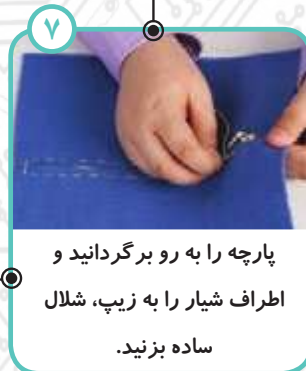 ۷
پارچه را به رو برگردانید و
اطراف شیار را به زیپ، شلال
ساده بزنید.